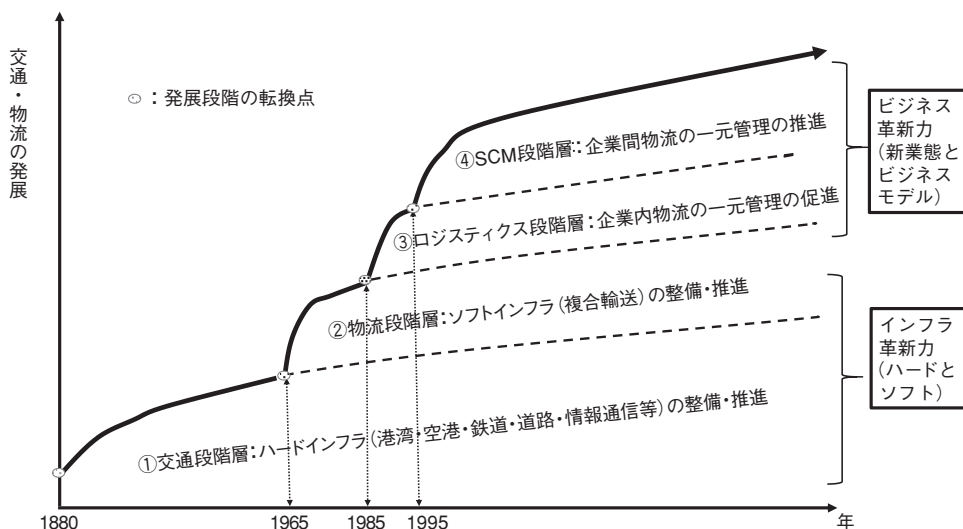 交通・物流の発展
：発展段階の転換点
④SCM段階層：企業間物流の一元管理の推進
③ロジスティクス段階層：企業内物流の一元管理の促進
②物流段階層：ソフトインフラ（複合輸送）の整備・推進
①交通段階層：ハードインフラ（港湾・空港・鉄道・道路・情報通信等）の整備・推進
ビジネス
革新力
（新業態と
ビジネス
モデル）
インフラ
革新力
（ハードと
ソフト）
1880
1965
1985
1995
年